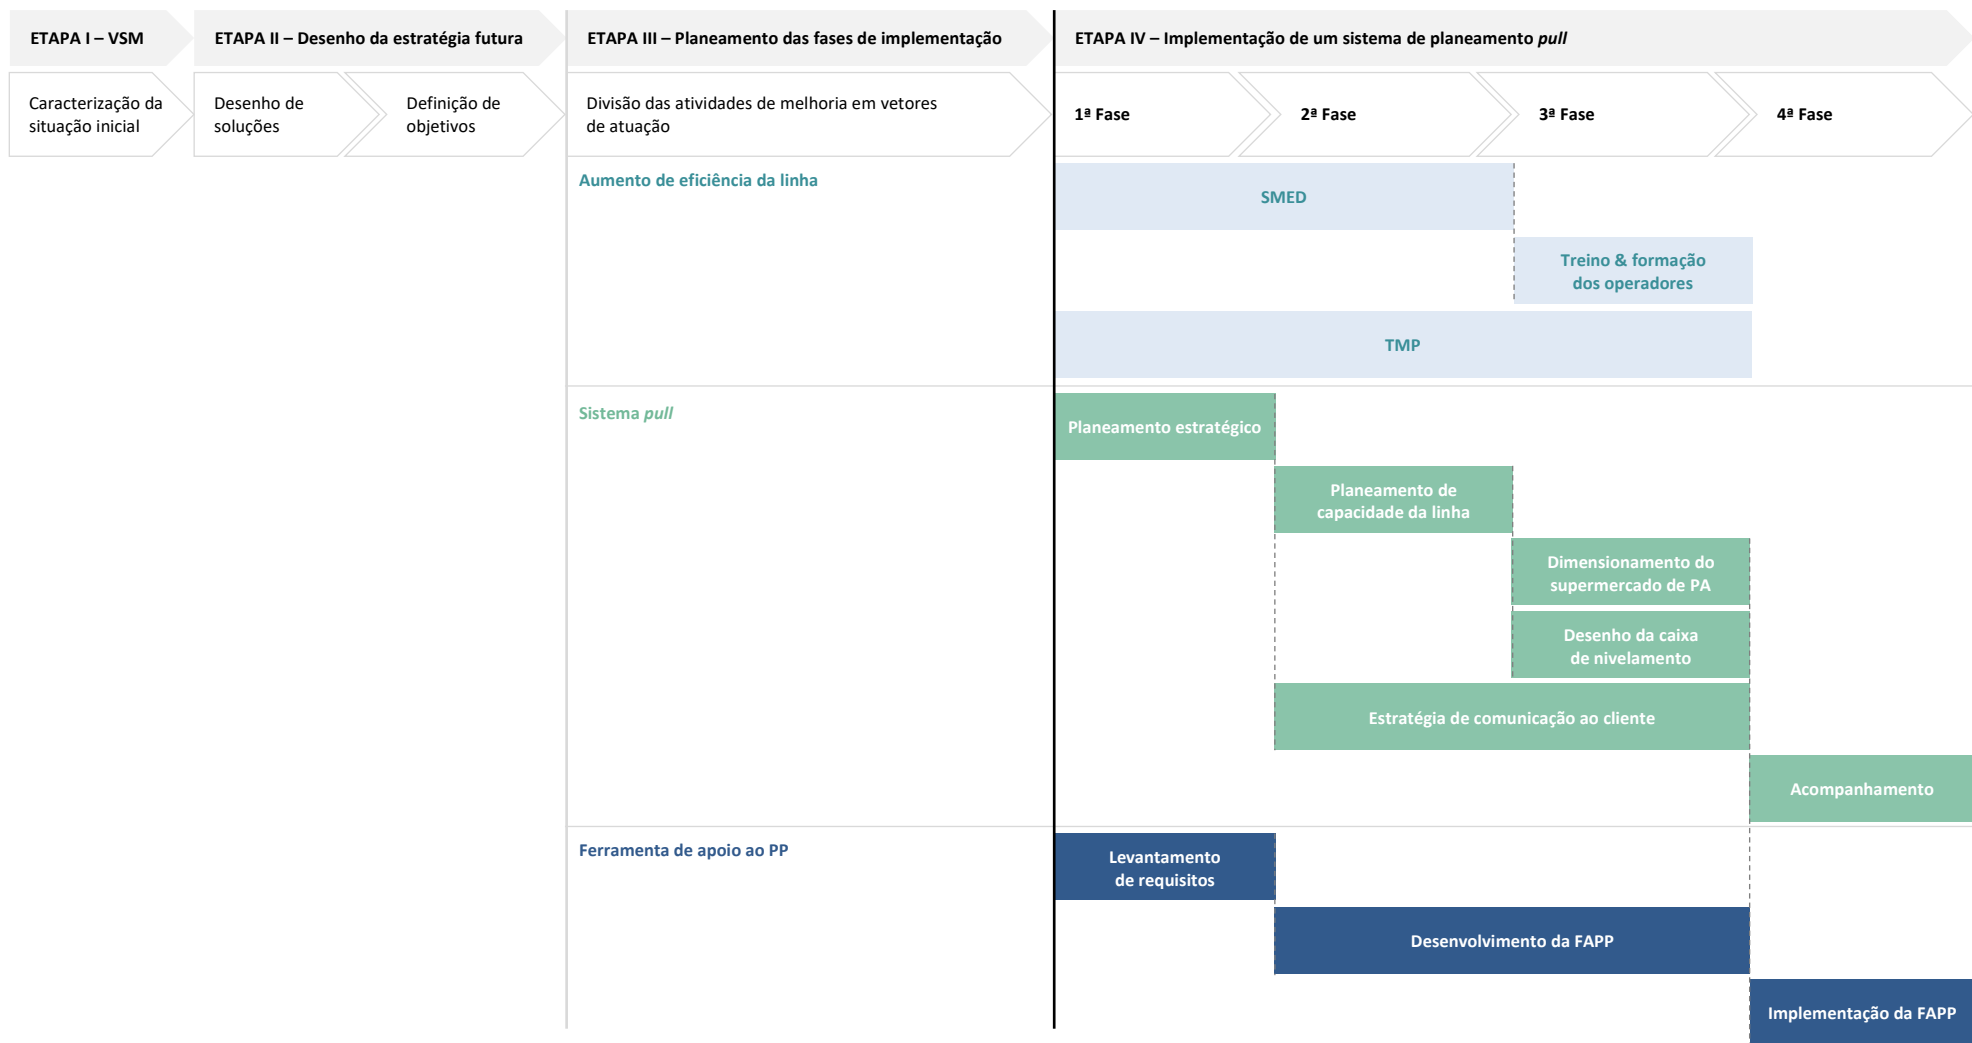 ETAPA I – VSM
ETAPA II – Desenho da estratégia futura
ETAPA III – Planeamento das fases de implementação
ETAPA IV – Implementação de um sistema de planeamento pull
Caracterização da
situação inicial
Desenho de
soluções
Definição de
objetivos
Divisão das atividades de melhoria em vetores
de atuação
1ª Fase
2ª Fase
3ª Fase
4ª Fase
Aumento de eficiência da linha
SMED
Treino & formação
dos operadores
TMP
Sistema pull
Planeamento estratégico
Planeamento de
capacidade da linha
Dimensionamento do
supermercado de PA
Desenho da caixa
de nivelamento
Estratégia de comunicação ao cliente
Acompanhamento
Ferramenta de apoio ao PP
Levantamento
de requisitos
Desenvolvimento da FAPP
Implementação da FAPP